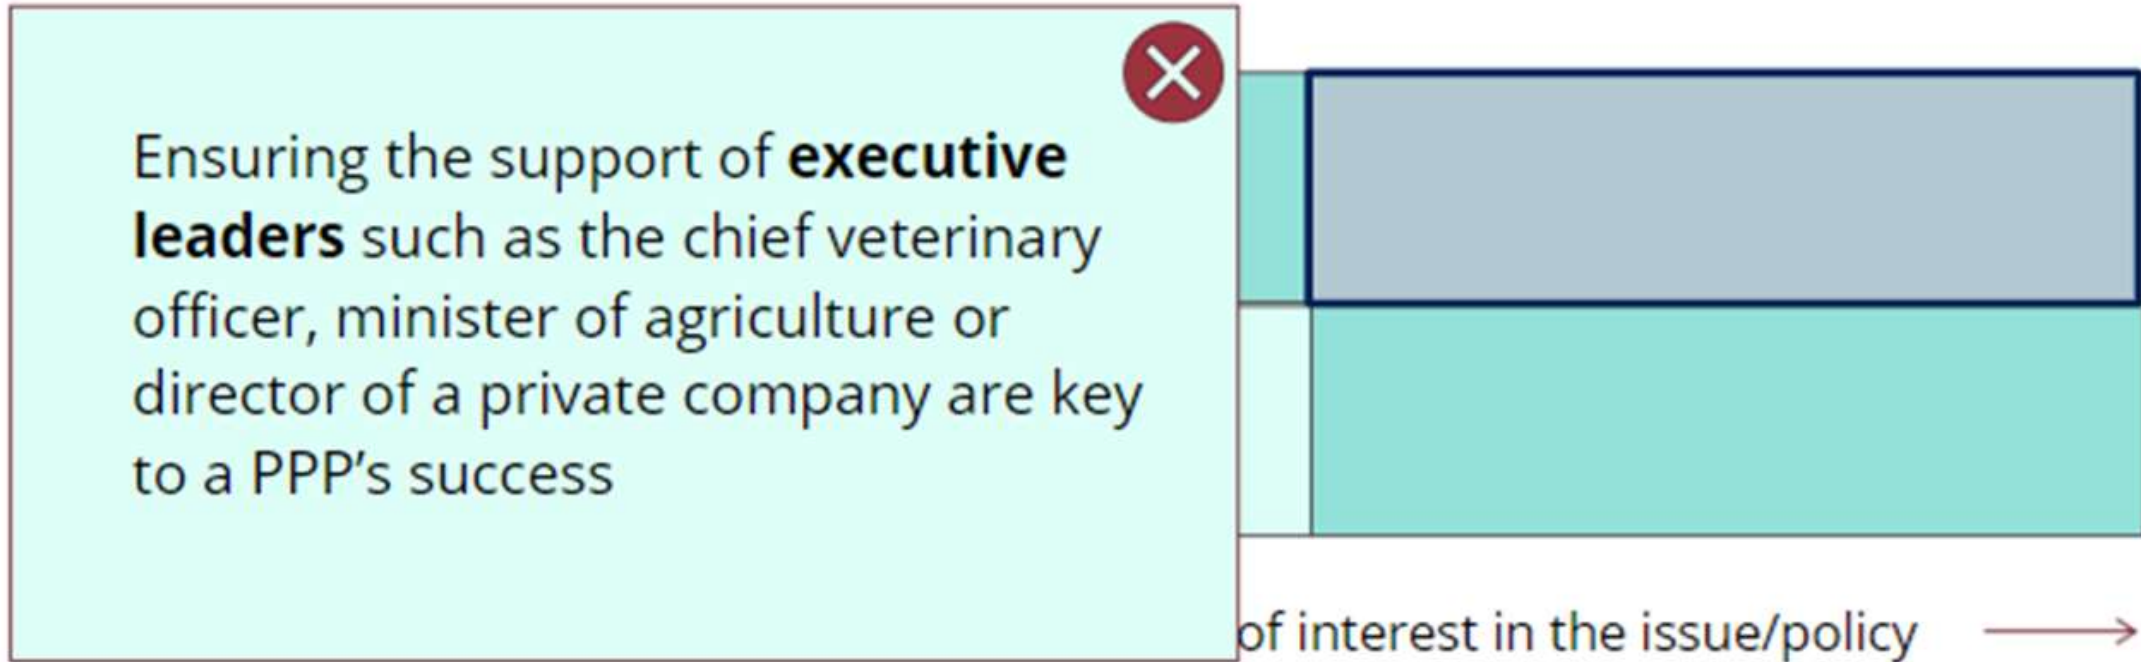 Ensuring the support of executive
leaders such as the chief veterinary
officer, minister of agriculture or
director of a private company are key
to a PPP’s success
of interest in the issue/policy